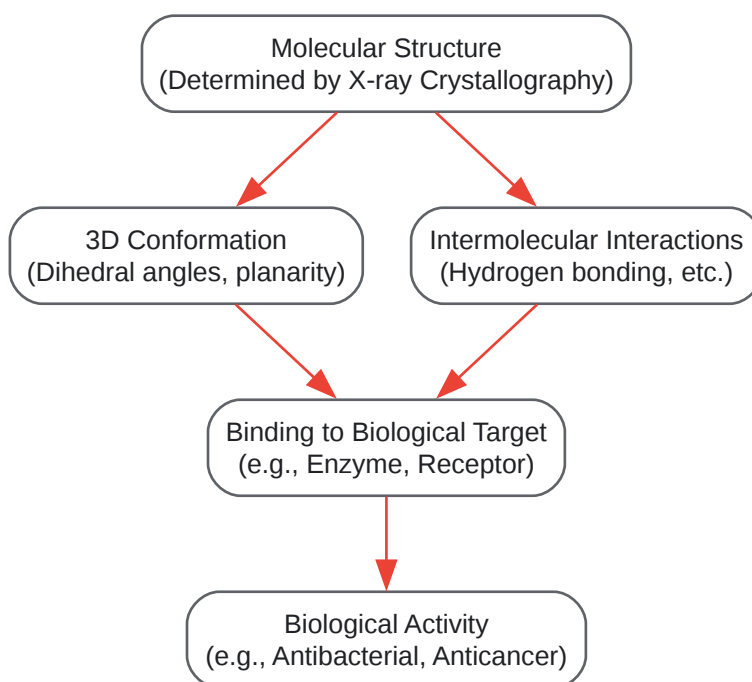 Molecular Structure
(Determined by X-ray Crystallography)
3D Conformation
(Dihedral angles, planarity)
Intermolecular Interactions
(Hydrogen bonding, etc.)
Binding to Biological Target
(e.g., Enzyme, Receptor)
Biological Activity
(e.g., Antibacterial, Anticancer)